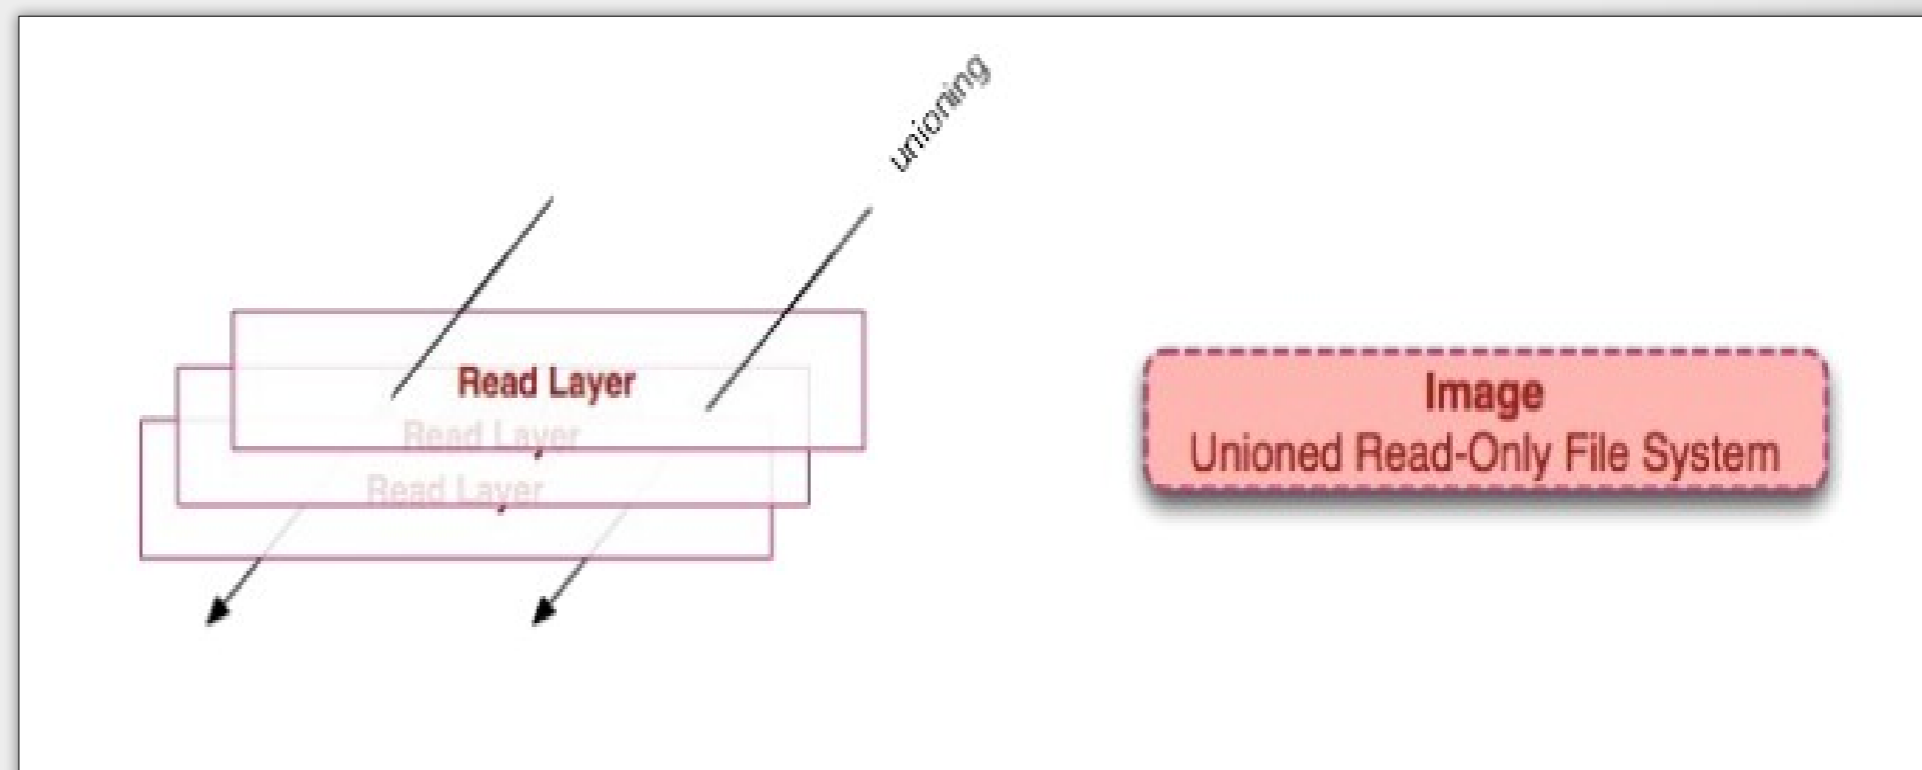 unioning
Read Layer
Read Layer
Read Layer
Image
Unioned Read-Only File System